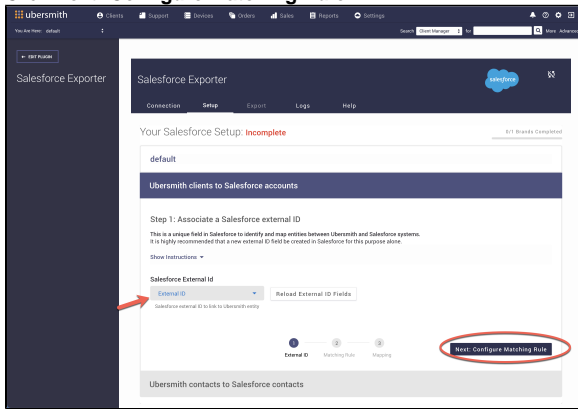 ubersmith
Clients
Support
Devices
Orders
Sales
Reports
Settings
You Are Here: default
Search
Client Manager
for
More
Advanced
← EDIT PLUGIN
Salesforce Exporter
Salesforce Exporter
salesforce
Connection
Setup
Export
Logs
Help
Your Salesforce Setup: Incomplete
0/1 Brands Completed
default
Ubersmith clients to Salesforce accounts
Step 1: Associate a Salesforce external ID
This is a unique field in Salesforce to identify and map entities between Ubersmith and Salesforce systems.
It is highly recommended that a new external ID field be created in Salesforce for this purpose alone.
Show Instructions
Salesforce External Id
External ID
Reload External ID Fields
Salesforce external ID to link to Ubersmith entity
1
2
3
External ID
Matching Rule
Mapping
Next: Configure Matching Rule
Ubersmith contacts to Salesforce contacts